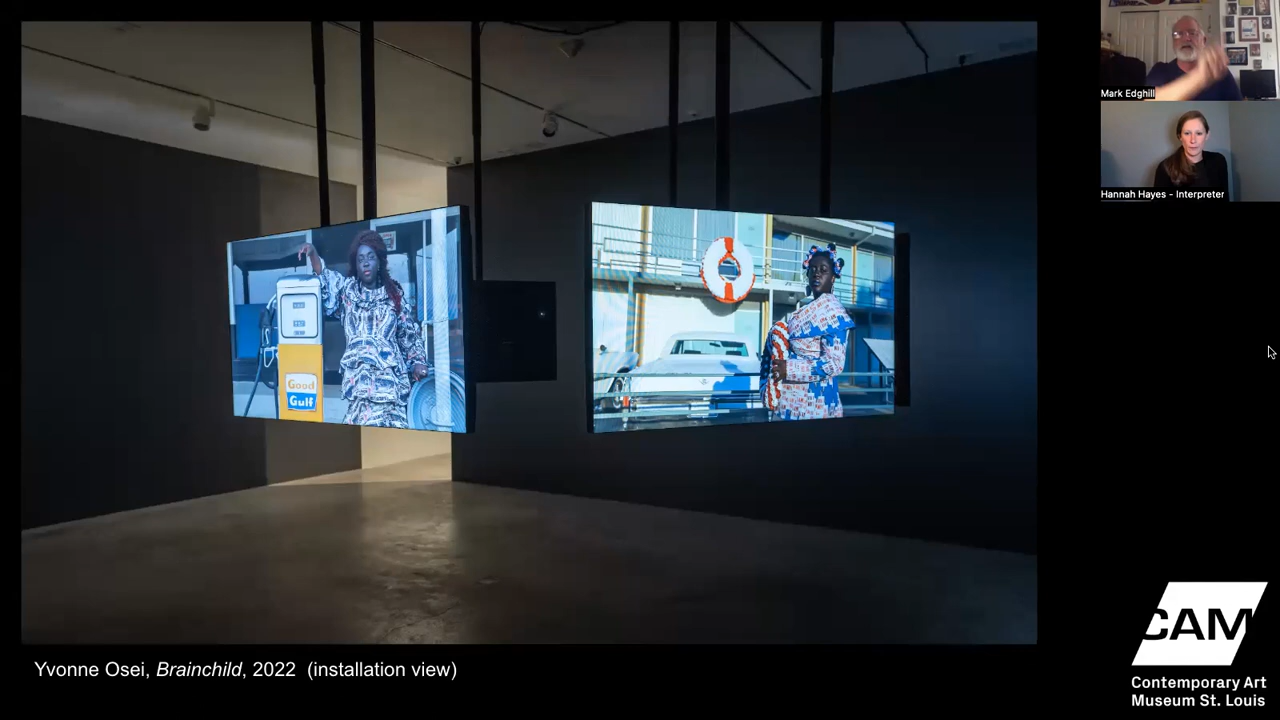 Mark Edghill
Hannah Hayes - Interpreter
Good
Gulf
Yvonne Osei, Brainchild, 2022 (installation view)
CAM
Contemporary Art
Museum St. Louis